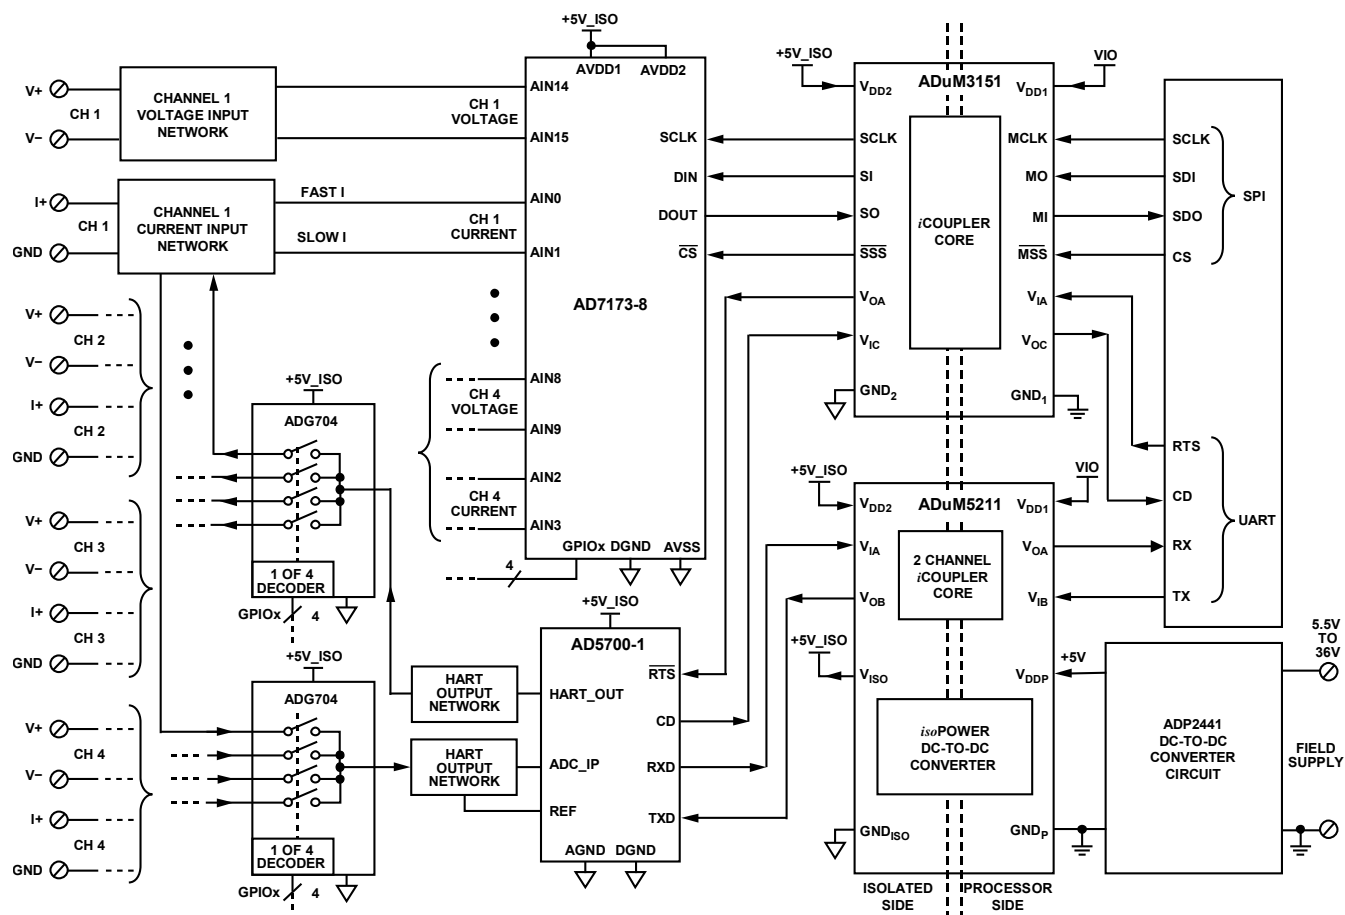 +5V_ISO
AVDD1
AVDD2
V+
CH 1
V−
CHANNEL 1
VOLTAGE INPUT
NETWORK
CH 1
VOLTAGE
AIN14
AIN15
I+
CH 1
GND
CHANNEL 1
CURRENT INPUT
NETWORK
FAST I
SLOW I
CH 1
CURRENT
AIN0
AIN1
AD7173-8
SCLK
DIN
DOUT
CS
V+
CH 2
V−
I+
CH 2
GND
V+
CH 3
V−
I+
CH 3
GND
V+
CH 4
V−
I+
CH 4
GND
CH 4
VOLTAGE
CH 4
CURRENT
AIN8
AIN9
AIN2
AIN3
GPIOx
DGND
AVSS
4
+5V_ISO
ADG704
1 OF 4
DECODER
GPIOx
4
+5V_ISO
ADG704
1 OF 4
DECODER
GPIOx
4
HART
OUTPUT
NETWORK
HART
OUTPUT
NETWORK
+5V_ISO
AD5700-1
HART_OUT
ADC_IP
REF
RTS
CD
RXD
TXD
AGND
DGND
+5V_ISO
ADuM3151
VIO
VDD2
VDD1
SCLK
SI
SO
SSS
VOA
VIC
GND2
iCOUPLER
CORE
MCLK
MO
MI
MSS
VIA
VOC
GND1
SCLK
SDI
SDO
CS
SPI
RTS
CD
RX
TX
UART
+5V_ISO
ADuM5211
VIO
VDD2
VDD1
VIA
VOB
+5V_ISO
VISO
GNDISO
2 CHANNEL
iCOUPLER
CORE
isoPOWER
DC-TO-DC
CONVERTER
VOA
VIB
VDDP
GNDP
+5V
ADP2441
DC-TO-DC
CONVERTER
CIRCUIT
5.5V
TO
36V
FIELD
SUPPLY
ISOLATED
SIDE
PROCESSOR
SIDE